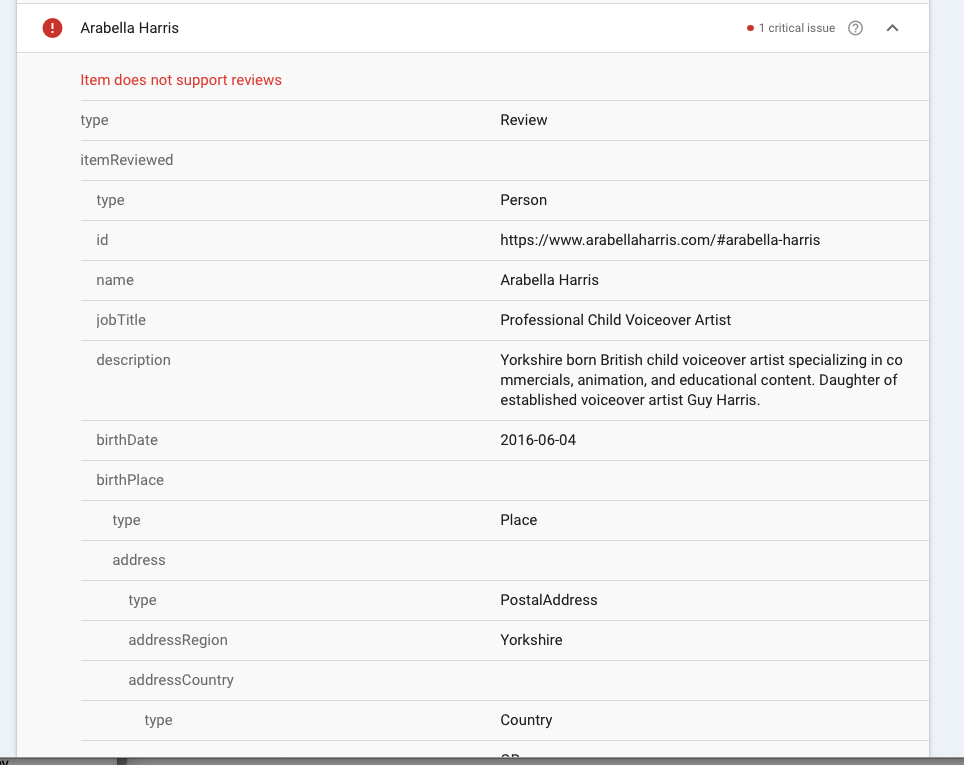 Arabella Harris
1 critical issue
Item does not support reviews
type Review
itemReviewed
type Person
id https://www.arabellaharris.com/#arabella-harris
name Arabella Harris
jobTitle Professional Child Voiceover Artist
description Yorkshire born British child voiceover artist specializing in co
mmercials, animation, and educational content. Daughter of
established voiceover artist Guy Harris.
birthDate 2016-06-04
birthPlace
type Place
address
type PostalAddress
addressRegion Yorkshire
addressCountry
type Country